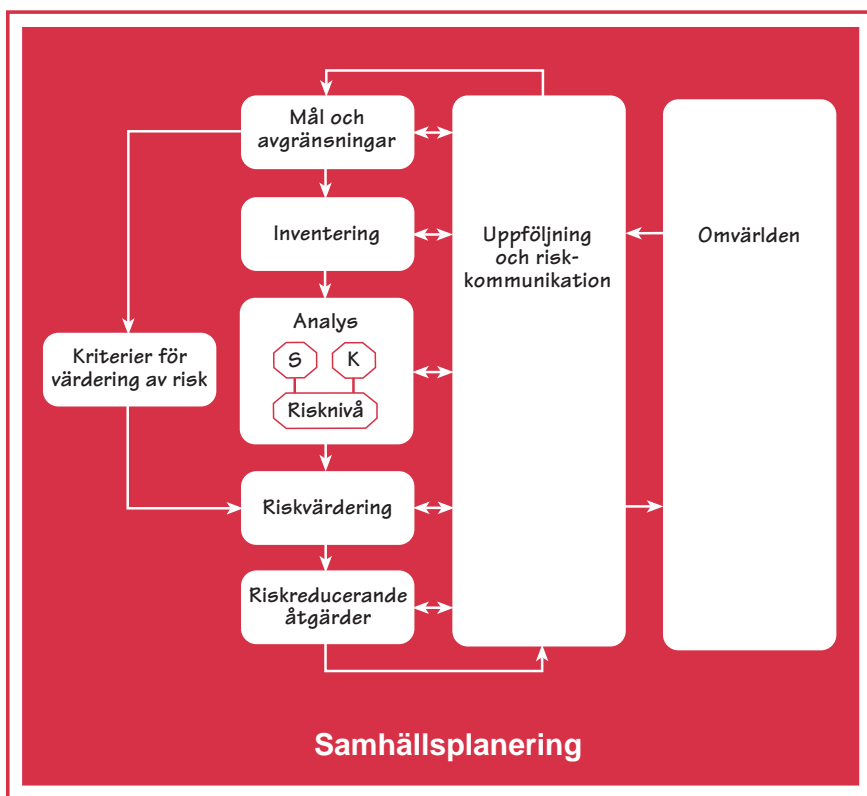 Mål och
avgränsningar
Inventering
Analys
S
K
Risknivå
Kriterier för
värdering av risk
Riskvärdering
Riskreducerande
åtgärder
Uppföljning
och risk-
kommunikation
Omvärlden
Samhällsplanering